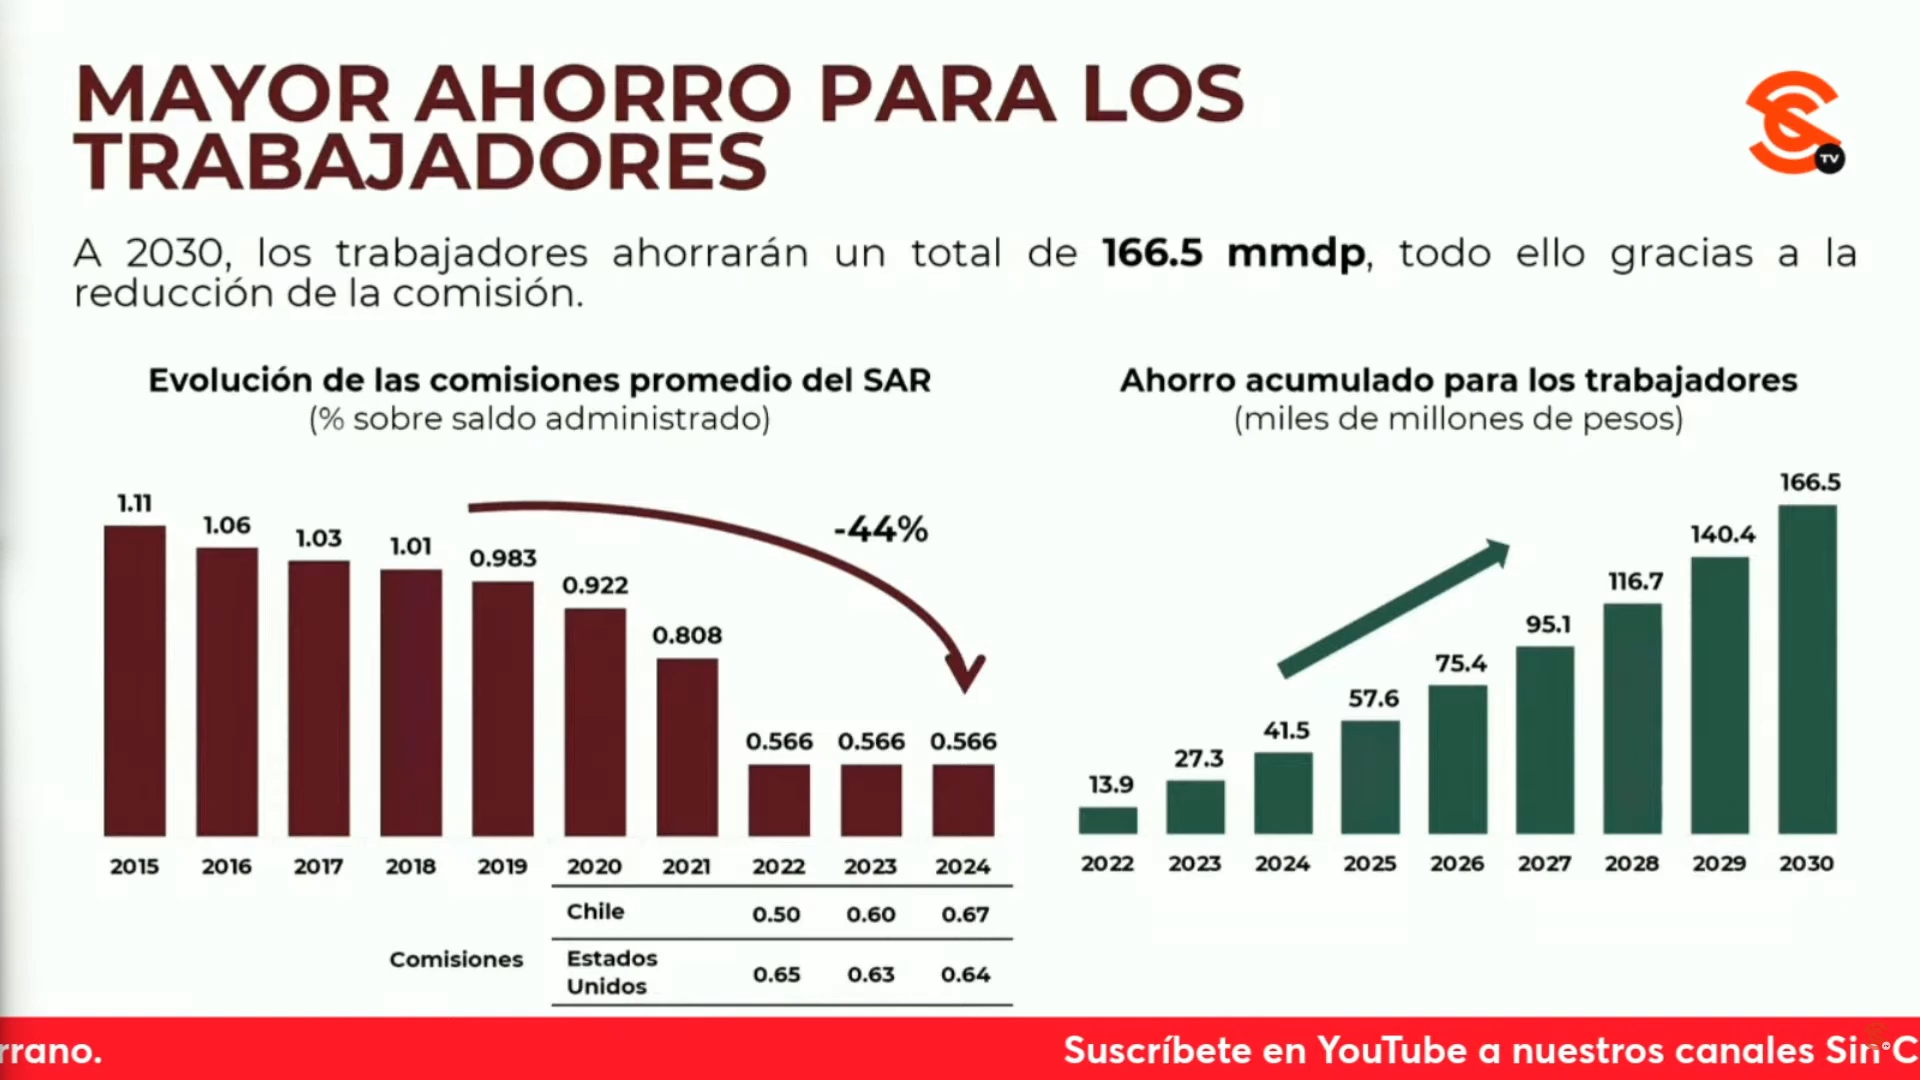 MAYOR AHORRO PARA LOS
TRABAJADORES
TV
A 2030, los trabajadores ahorrarán un total de 166.5 mmdp, todo ello gracias a la
reducción de la comisión.
Evolución de las comisiones promedio del SAR
(% sobre saldo administrado)
1.11
1.06
1.03
1.01
0.983
0.922
0.808
0.566
0.566
0.566
-44%
2015 2016 2017 2018 2019 2020 2021 2022 2023 2024
Comisiones
Chile 0.50 0.60 0.67
Estados
Unidos 0.65 0.63 0.64
Ahorro acumulado para los trabajadores
(miles de millones de pesos)
13.9
27.3
41.5
57.6
75.4
95.1
116.7
140.4
166.5
2022 2023 2024 2025 2026 2027 2028 2029 2030
rrano. Suscríbete en YouTube a nuestros canales Sin C